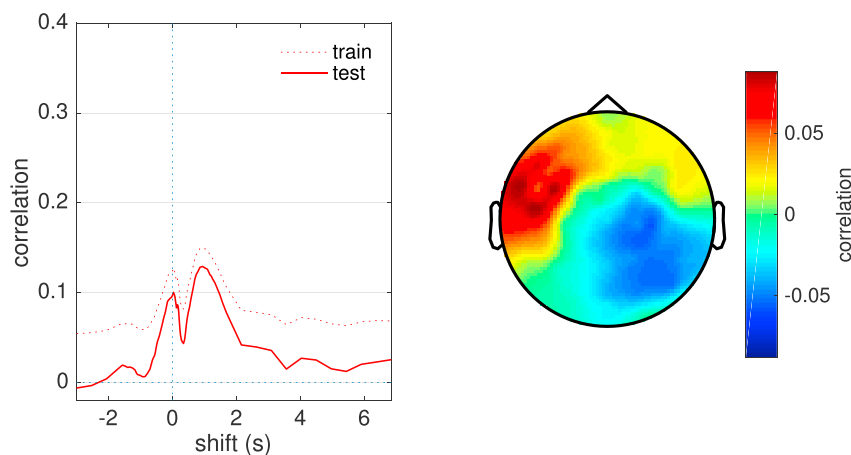 0.4
0.3
0.2
0.1
0
correlation
-2
0
2
4
6
shift (s)
train
test
0.05
0
-0.05
correlation